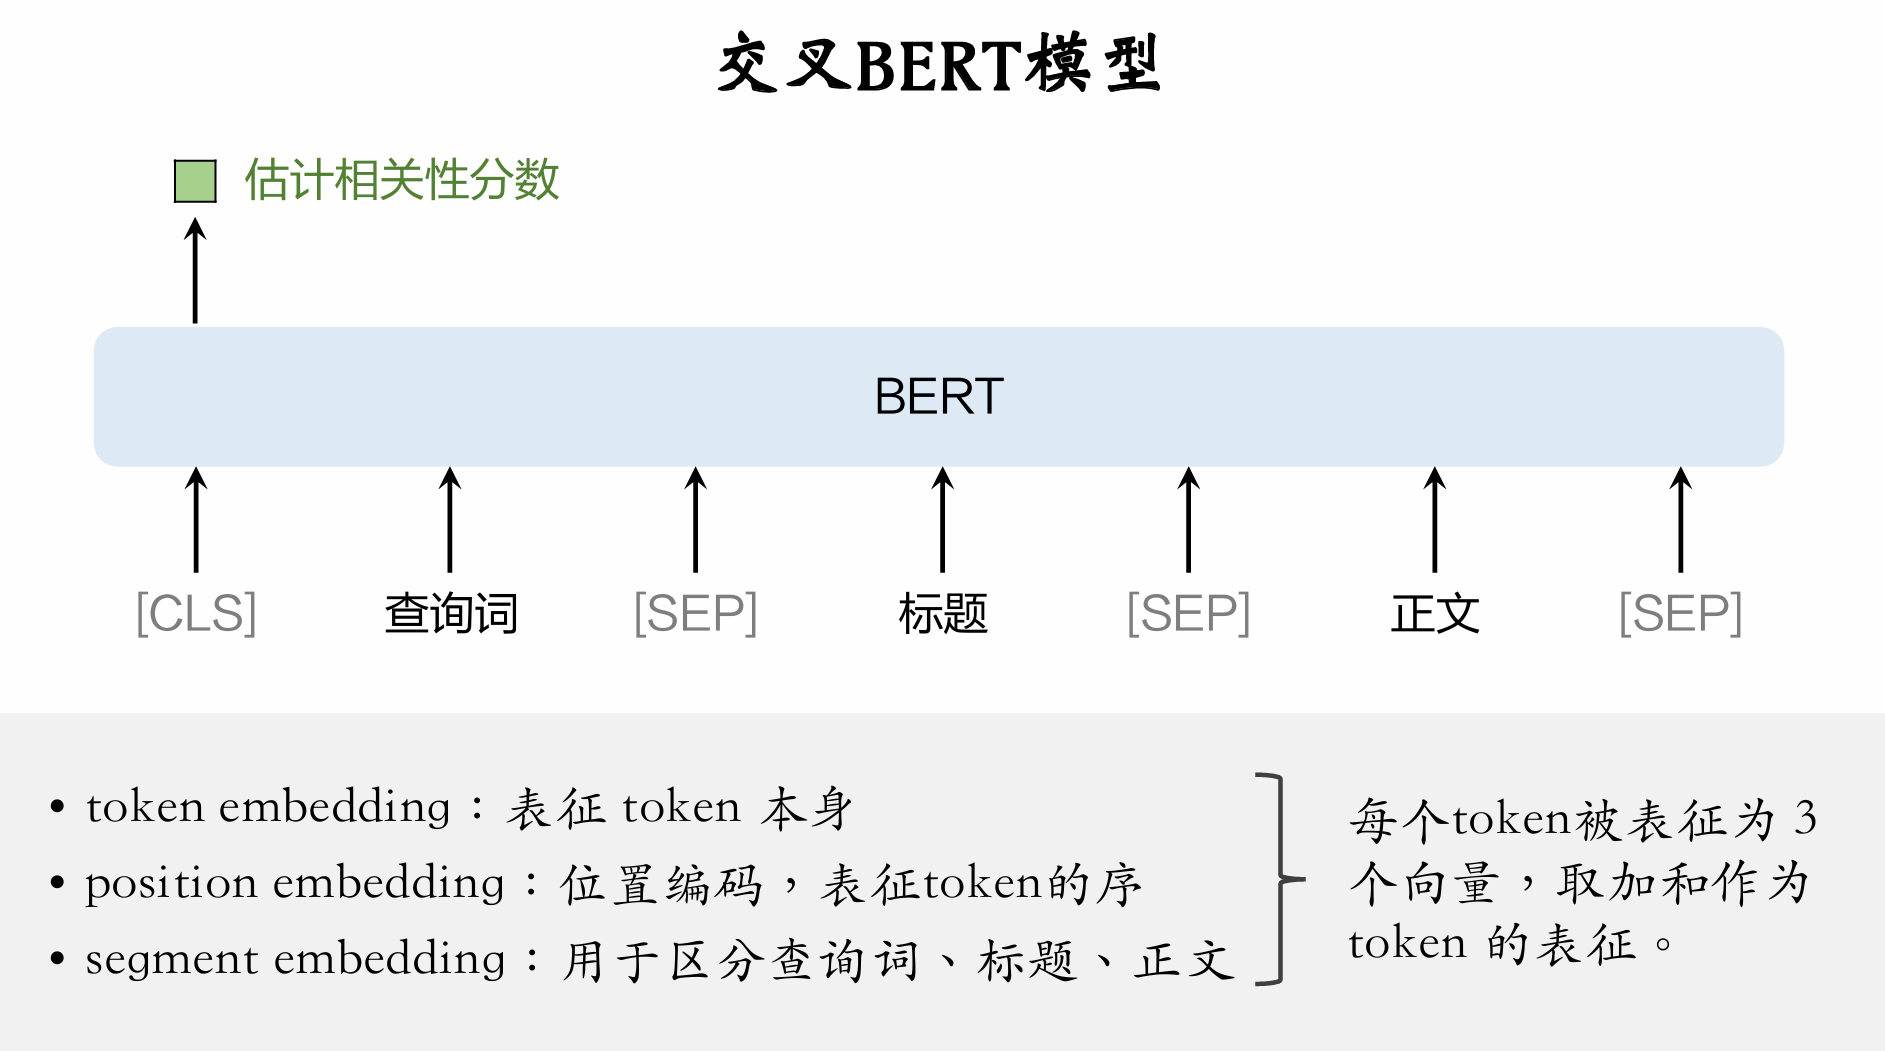 交叉BERT模型
估计相关性分数
BERT
[CLS] 查询词 [SEP] 标题 [SEP] 正文 [SEP]
• token embedding：表征 token 本身
• position embedding：位置编码，表征token的序
• segment embedding：用于区分查询词、标题、正文
每个token被表征为 3
个向量，取加和作为
token 的表征。